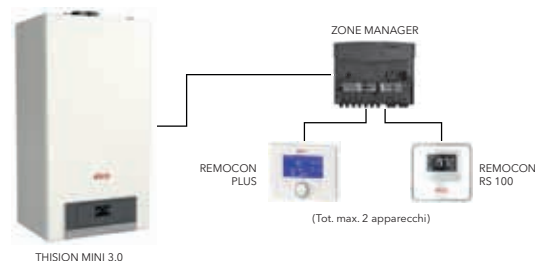 ZONE MANAGER
REMOCON
PLUS
REMOCON
RS 100
(Tot. max. 2 apparecchi)
THISION MINI 3.0